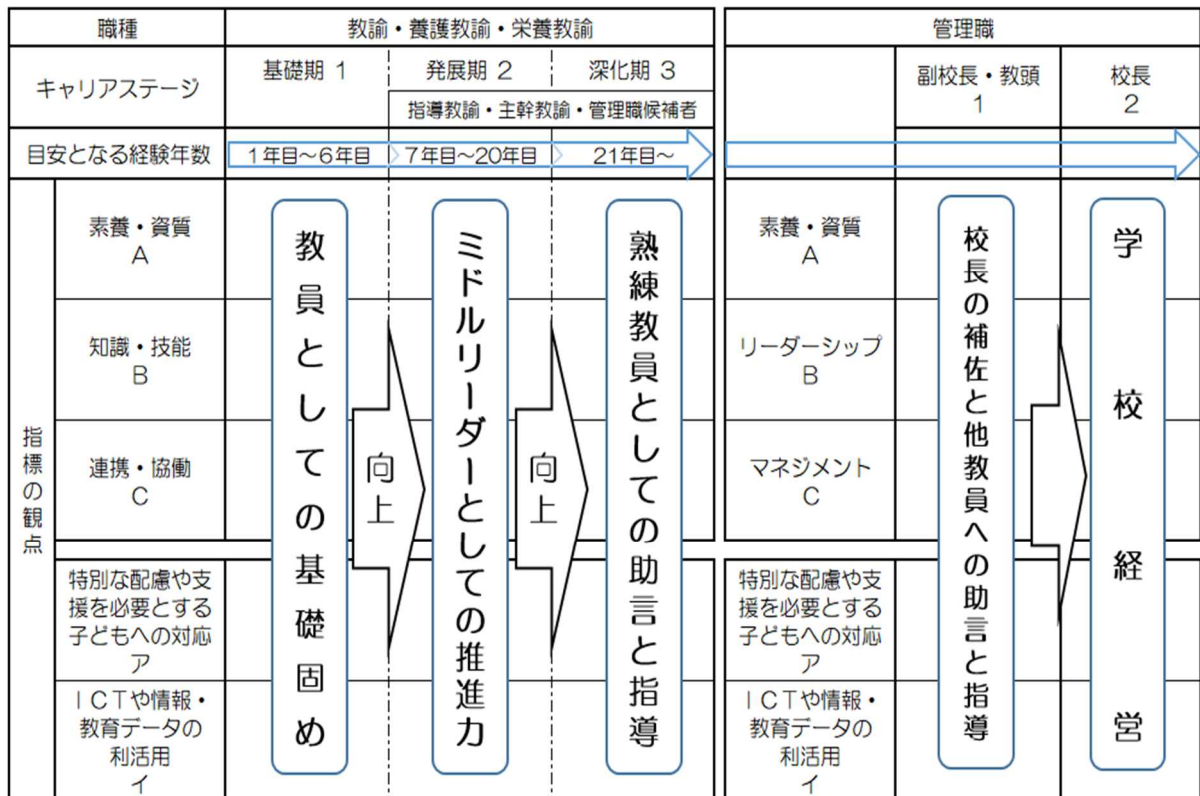 職種
教諭・養護教諭・栄養教諭
管理職
キャリアステージ
基礎期 1
発展期 2
深化期 3
指導教諭・主幹教諭・管理職候補者
副校長・教頭
1
校長
2
目安となる経験年数
1年目～6年目
7年目～20年目
21年目～
指標の観点
素養・資質
A
知識・技能
B
連携・協働
C
特別な配慮や支
援を必要とする
子どもへの対応
ア
ICTや情報・
教育データの
利活用
イ
教員としての基礎固め
向上
ミドルリーダーとしての推進力
向上
熟練教員としての助言と指導
素養・資質
A
リーダーシップ
B
マネジメント
C
特別な配慮や支
援を必要とする
子どもへの対応
ア
ICTや情報・
教育データの
利活用
イ
校長の補佐と他教員への助言と指導
学校経営